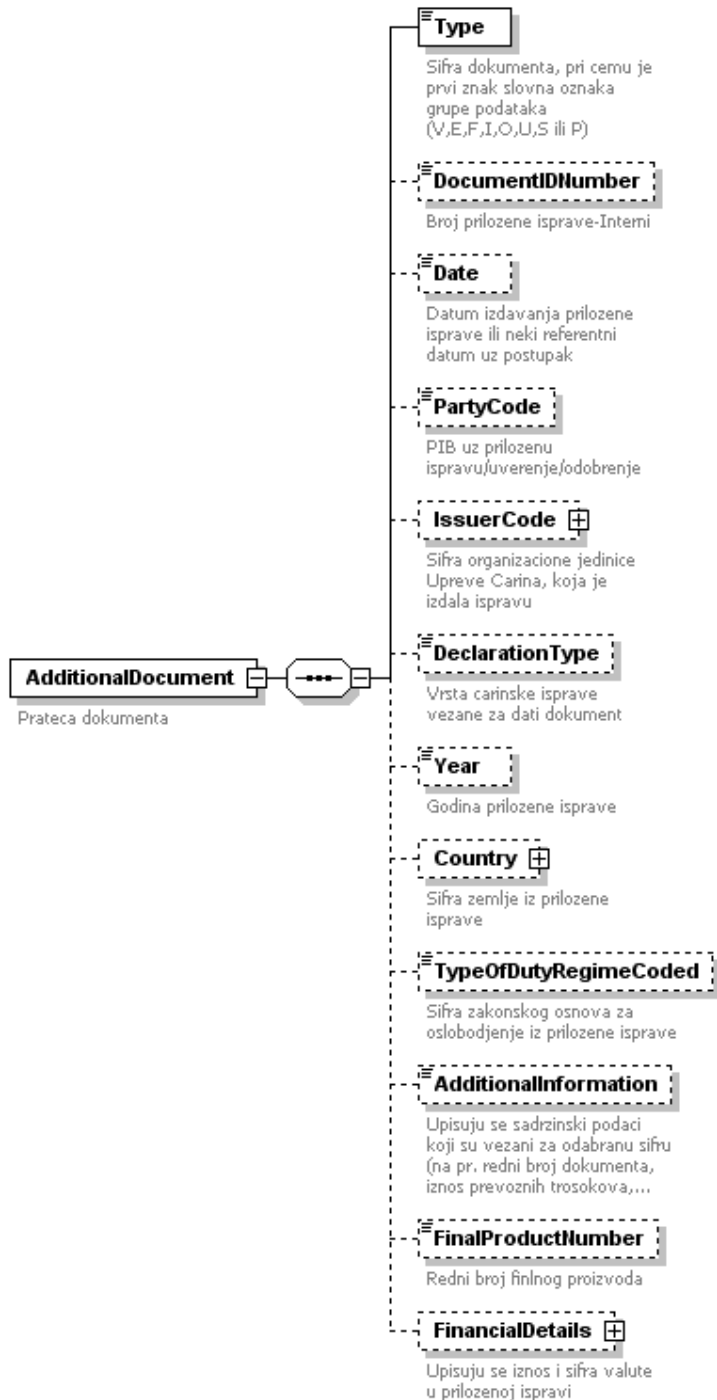 Type
Sifra dokumenta, pri cemu je
prvi znak slovna oznaka
grupe podataka
(V,E,F,I,O,U,S ili P)
DocumentIDNumber
Broj prilozene isprave-Interni
Date
Datum izdavanja prilozene
isprave ili neki referentni
datum uz postupak
PartyCode
PIB uz prilozenu
ispravu/uverenje/odobrenje
IssuerCode
Sifra organizacione jedinice
Upreve Carina, koja je
izdala ispravu
AdditionalDocument
Prateca dokumenta
DeclarationType
Vrsta carinske isprave
vezane za dati dokument
Year
Godina prilozene isprave
Country
Sifra zemlje iz prilozene
isprave
TypeOfDutyRegimeCoded
Sifra zakonskog osnova za
oslobodjenje iz prilozene isprave
AdditionalInformation
Upisuju se sadrzinski podaci
koji su vezani za odabranu sifru
(na pr. redni broj dokumenta,
iznos prevoznih trosokova,...
FinalProductNumber
Redni broj finlnog proizvoda
FinancialDetails
Upisuju se iznos i sifra valute
u prilozenoj ispravi